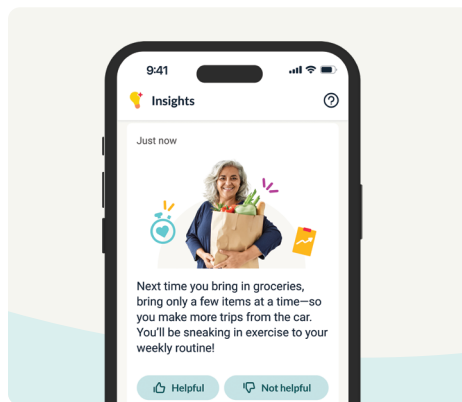 9:41
Insights
Just now
Next time you bring in groceries,
bring only a few items at a time—so
you make more trips from the car.
You'll be sneaking in exercise to your
weekly routine!
Helpful
Not helpful